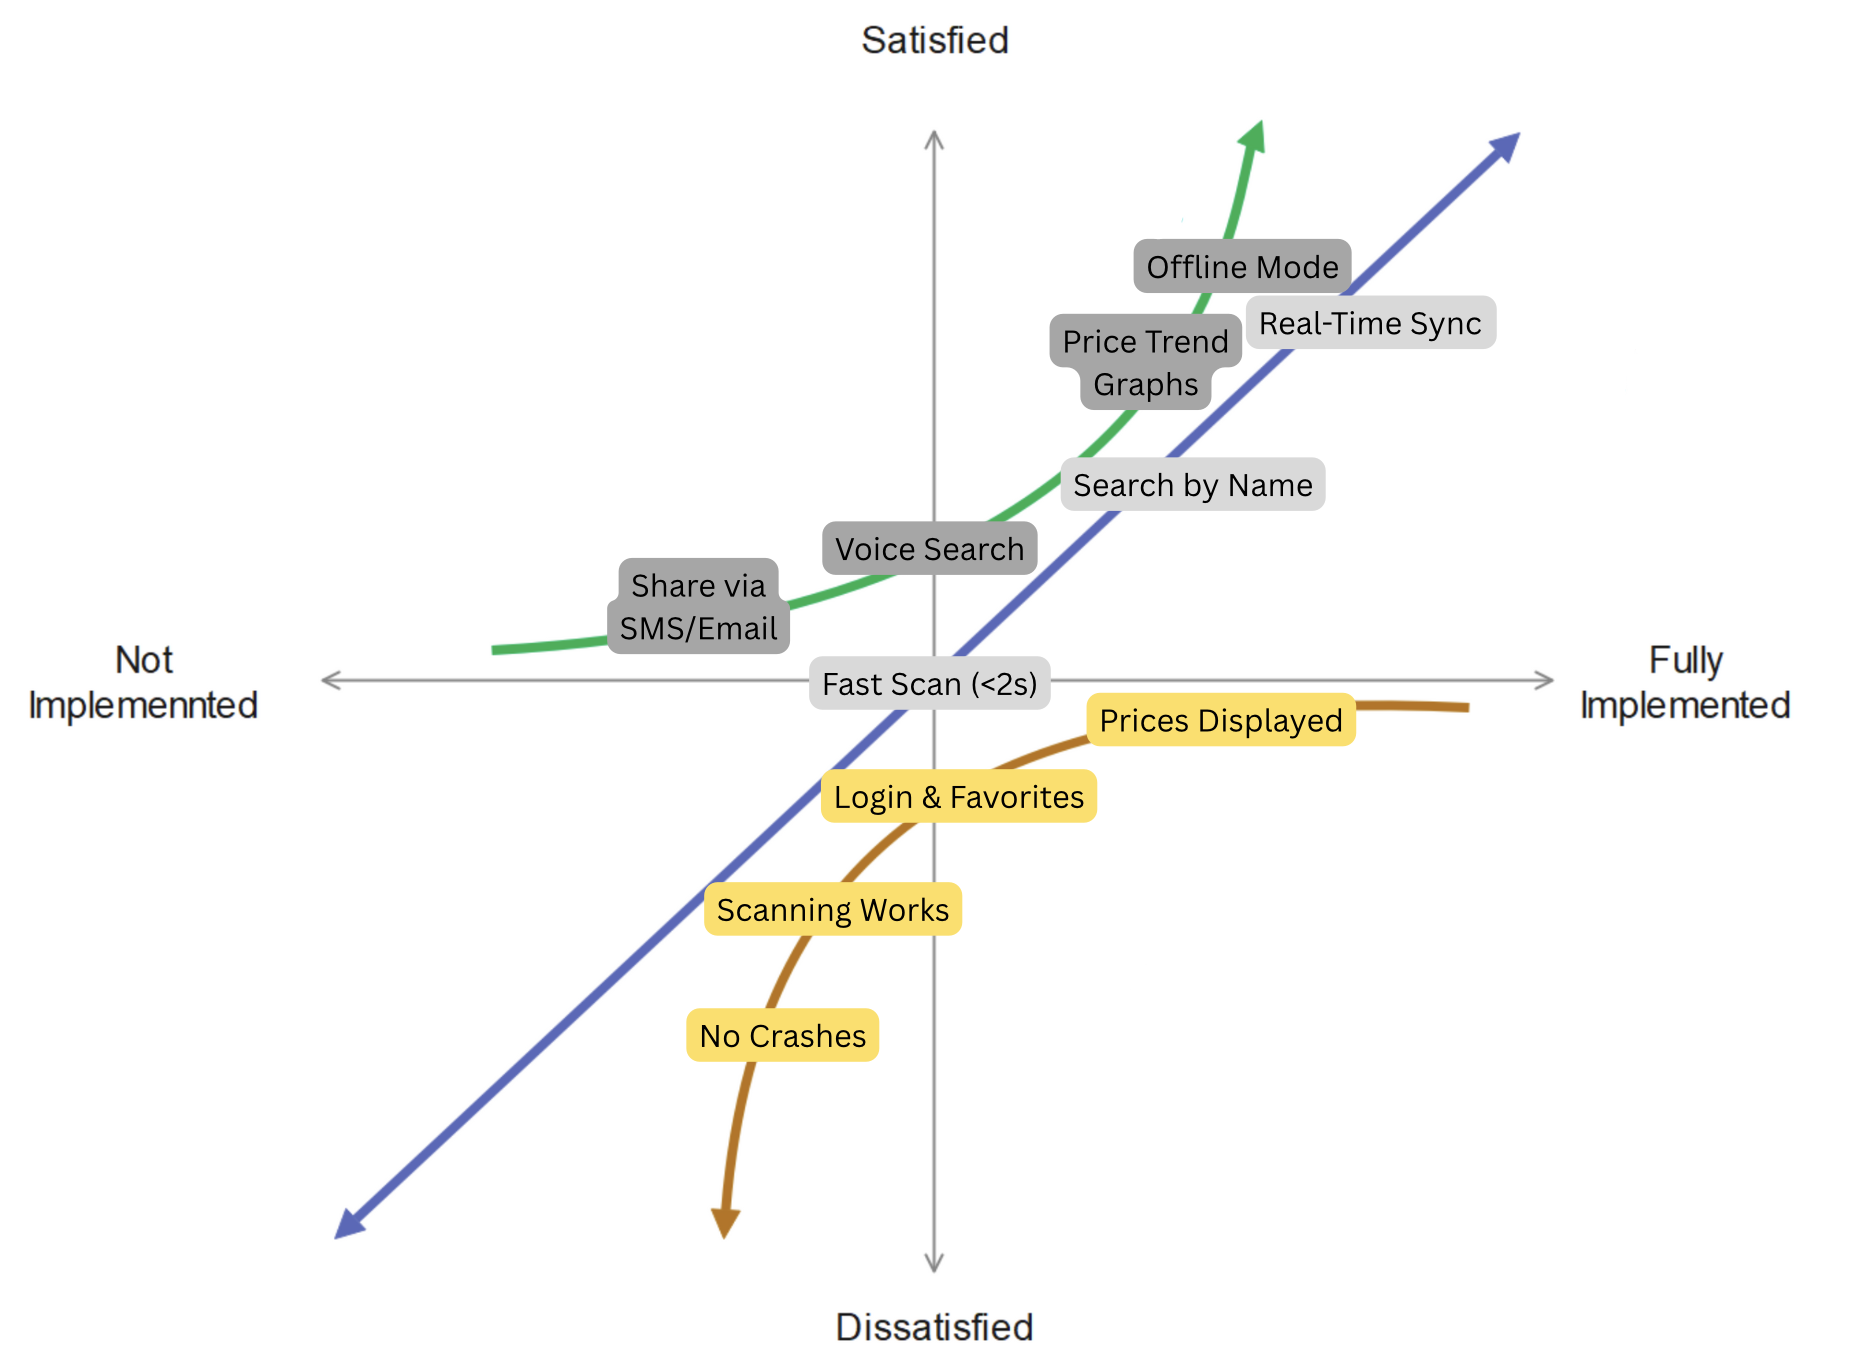 Satisfied
Offline Mode
Real-Time Sync
Price Trend
Graphs
Search by Name
Voice Search
Share via
SMS/Email
Not
Implemennted
Fully
Implemented
Fast Scan (<2s)
Prices Displayed
Login & Favorites
Scanning Works
No Crashes
Dissatisfied